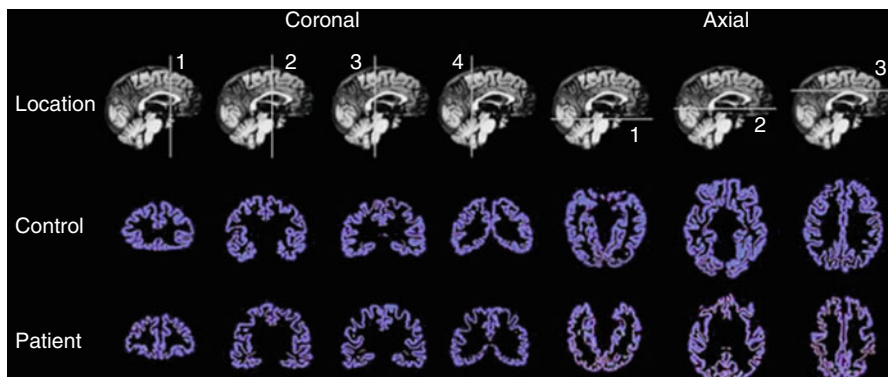 Coronal Axial
1 2 3 4 3
Location
1 2
Control
Patient